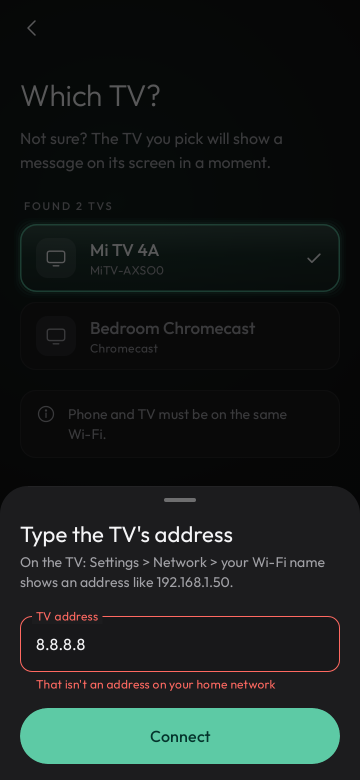 Which TV?
Not sure? The TV you pick will show a
message on its screen in a moment.
FOUND 2 TVS
Mi TV 4A
MiTV-AXSO0
Bedroom Chromecast
Chromecast
Phone and TV must be on the same
Wi-Fi.
Type the TV's address
On the TV: Settings > Network > your Wi-Fi name
shows an address like 192.168.1.50.
TV address
8.8.8.8
That isn't an address on your home network
Connect